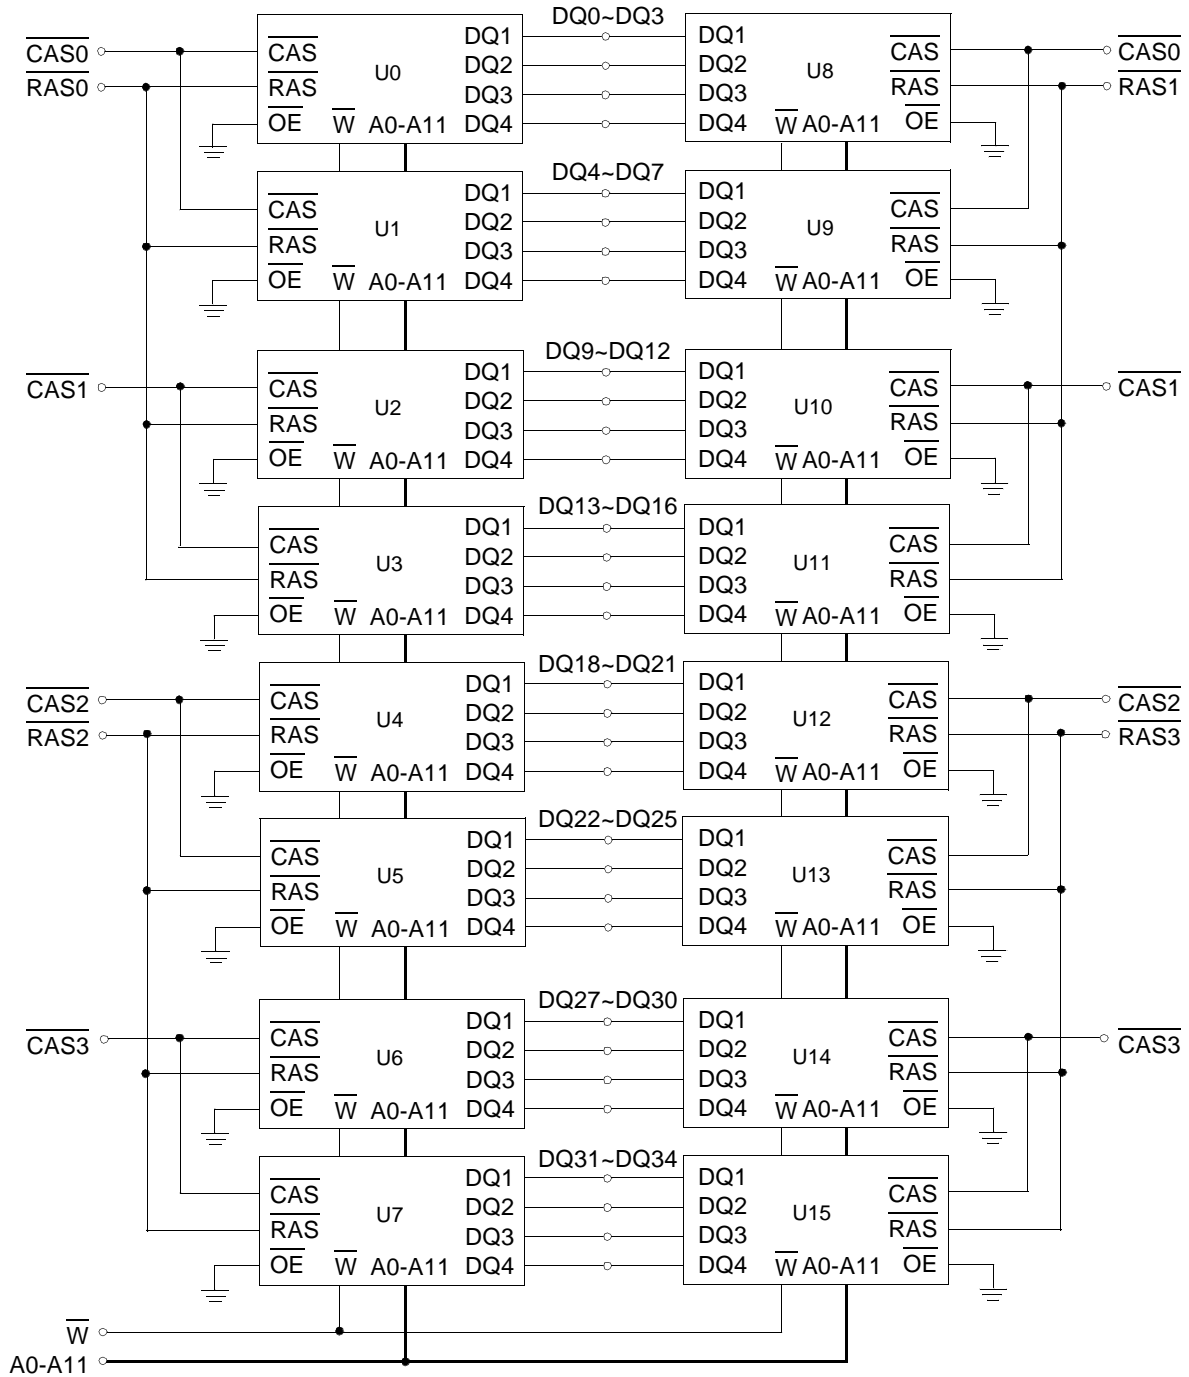 DQ0~DQ3
CAS0
RAS0
CAS
RAS
OE
U0
W A0-A11
DQ1
DQ2
DQ3
DQ4
DQ1
DQ2
DQ3
DQ4
U8
W A0-A11
CAS
RAS
OE
CAS0
RAS1
DQ4~DQ7
CAS
RAS
OE
U1
W A0-A11
DQ1
DQ2
DQ3
DQ4
DQ1
DQ2
DQ3
DQ4
U9
W A0-A11
CAS
RAS
OE
DQ9~DQ12
CAS1
CAS
RAS
OE
U2
W A0-A11
DQ1
DQ2
DQ3
DQ4
DQ1
DQ2
DQ3
DQ4
U10
W A0-A11
CAS
RAS
OE
CAS1
DQ13~DQ16
CAS
RAS
OE
U3
W A0-A11
DQ1
DQ2
DQ3
DQ4
DQ1
DQ2
DQ3
DQ4
U11
W A0-A11
CAS
RAS
OE
DQ18~DQ21
CAS2
RAS2
CAS
RAS
OE
U4
W A0-A11
DQ1
DQ2
DQ3
DQ4
DQ1
DQ2
DQ3
DQ4
U12
W A0-A11
CAS
RAS
OE
CAS2
RAS3
DQ22~DQ25
CAS
RAS
OE
U5
W A0-A11
DQ1
DQ2
DQ3
DQ4
DQ1
DQ2
DQ3
DQ4
U13
W A0-A11
CAS
RAS
OE
DQ27~DQ30
CAS3
CAS
RAS
OE
U6
W A0-A11
DQ1
DQ2
DQ3
DQ4
DQ1
DQ2
DQ3
DQ4
U14
W A0-A11
CAS
RAS
OE
CAS3
DQ31~DQ34
CAS
RAS
OE
U7
W A0-A11
DQ1
DQ2
DQ3
DQ4
DQ1
DQ2
DQ3
DQ4
U15
W A0-A11
CAS
RAS
OE
W
A0-A11